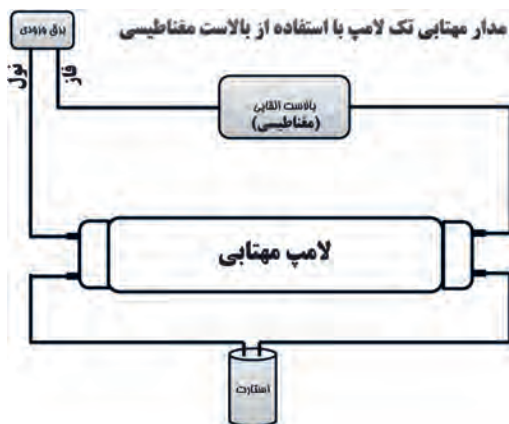 مدار مهتابی تک لامپ با استفاده از بالاست مغناطیسی
برق ورودی
نول
فاز
بالاست القایی
(مغناطیسی)
لامپ مهتابی
استارت